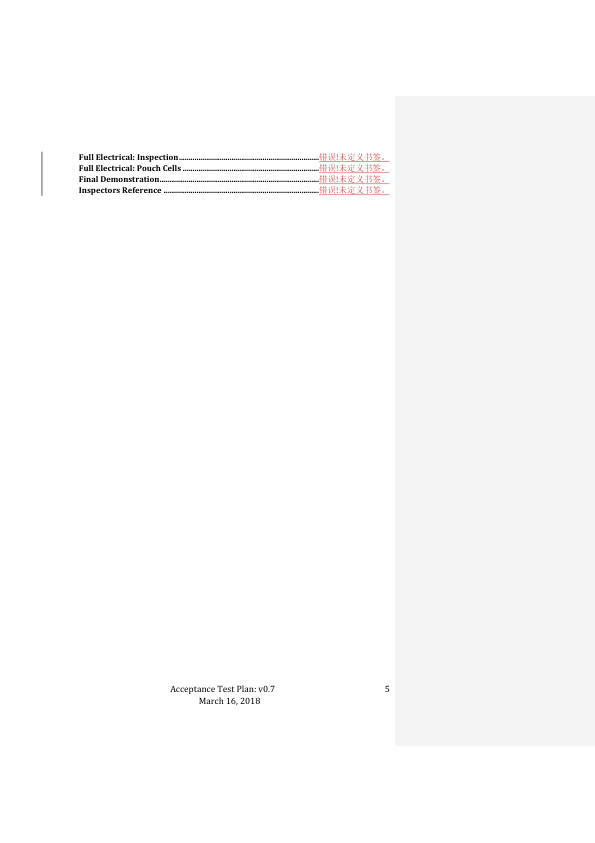 Full Electrical: Inspection.................................................................错误!未定义书签。
Full Electrical: Pouch Cells ...............................................................错误!未定义书签。
Final Demonstration..........................................................................错误!未定义书签。
Inspectors Reference ........................................................................错误!未定义书签。
Acceptance Test Plan: v0.7 5
March 16, 2018